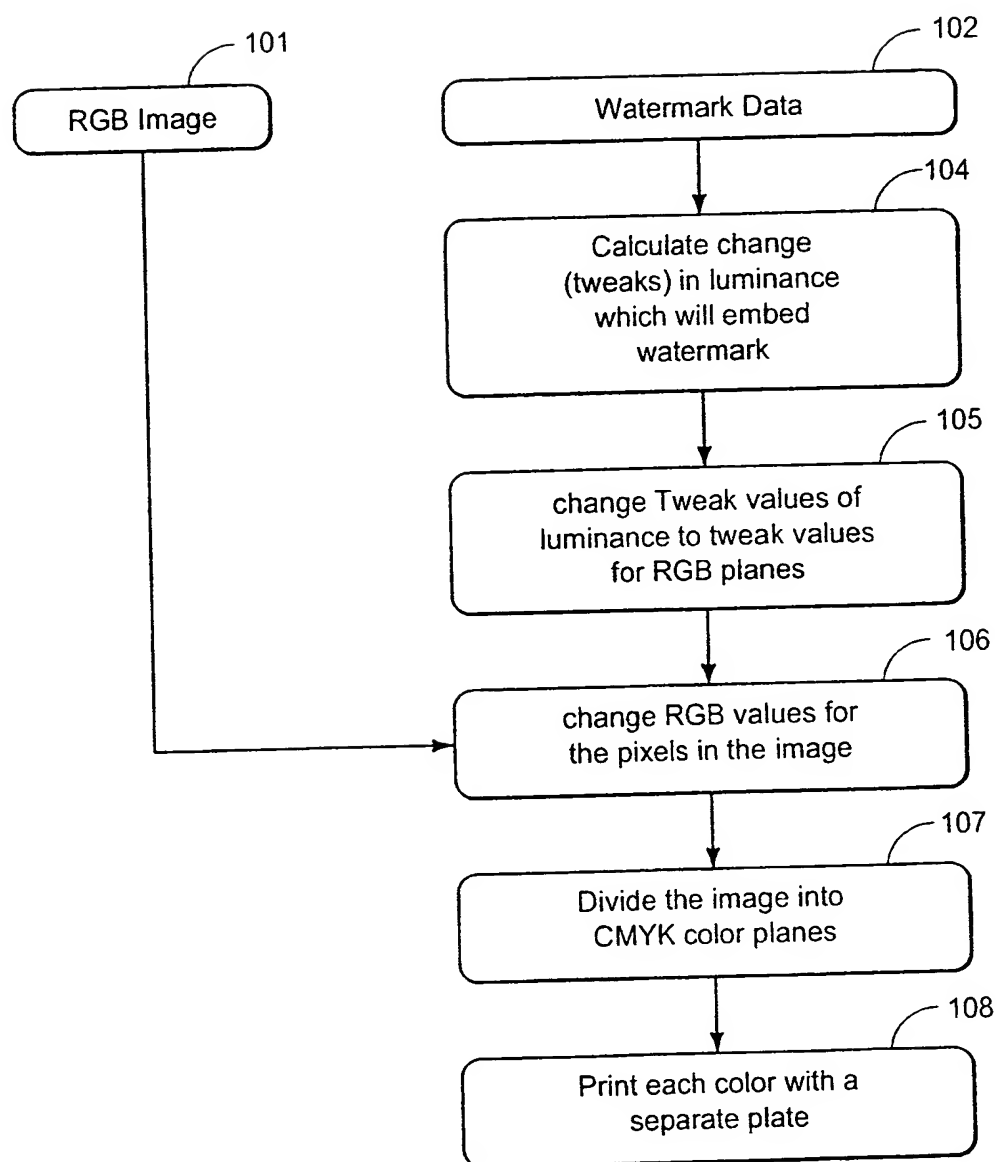 101
RGB Image
102
Watermark Data
104
Calculate change
(tweaks) in luminance
which will embed
watermark
105
change Tweak values of
luminance to tweak values
for RGB planes
106
change RGB values for
the pixels in the image
107
Divide the image into
CMYK color planes
108
Print each color with a
separate plate